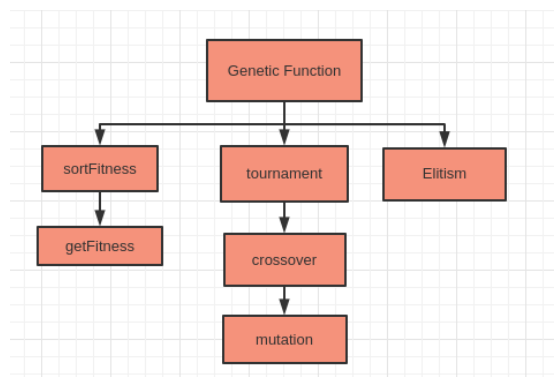 Genetic Function
sortFitness
tournament
Elitism
getFitness
crossover
mutation